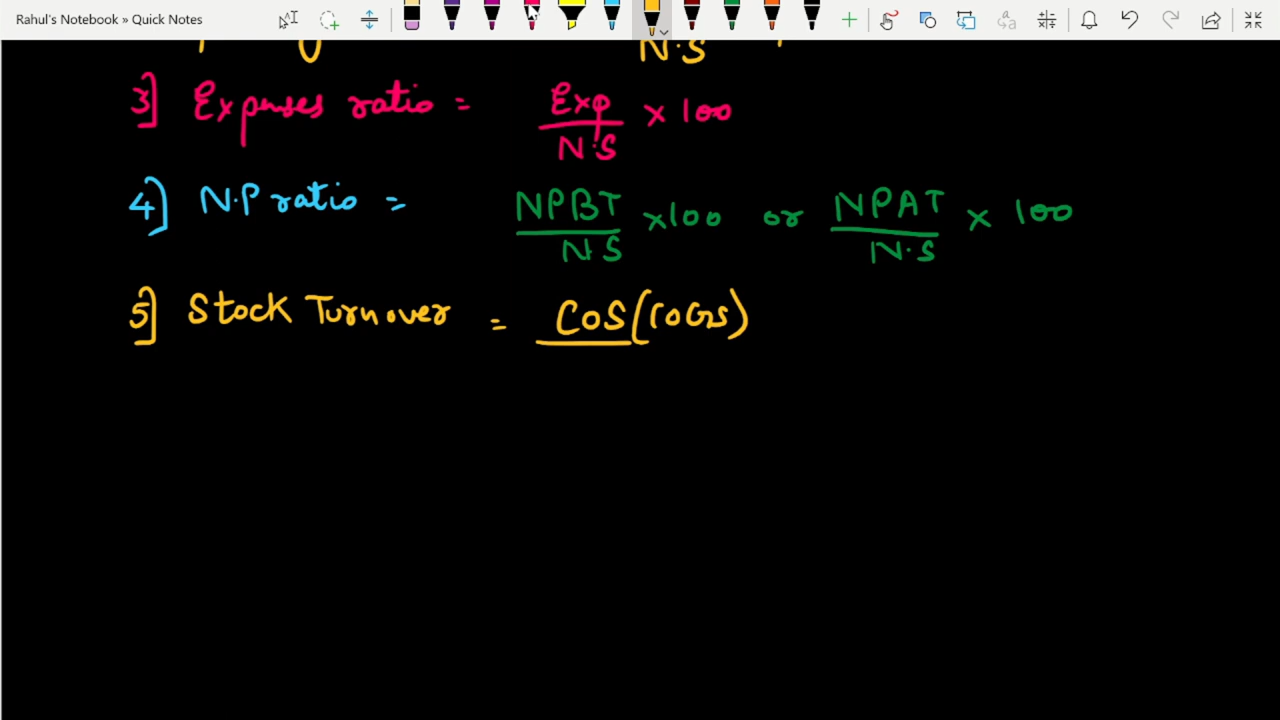 Rahul's Notebook » Quick Notes
N.S
3] Expenses ratio = Exp / N.S × 100
4] N.P ratio = NPBT / NS ×100 or NPAT / N.S × 100
5] Stock Turnover = COS (COGS)